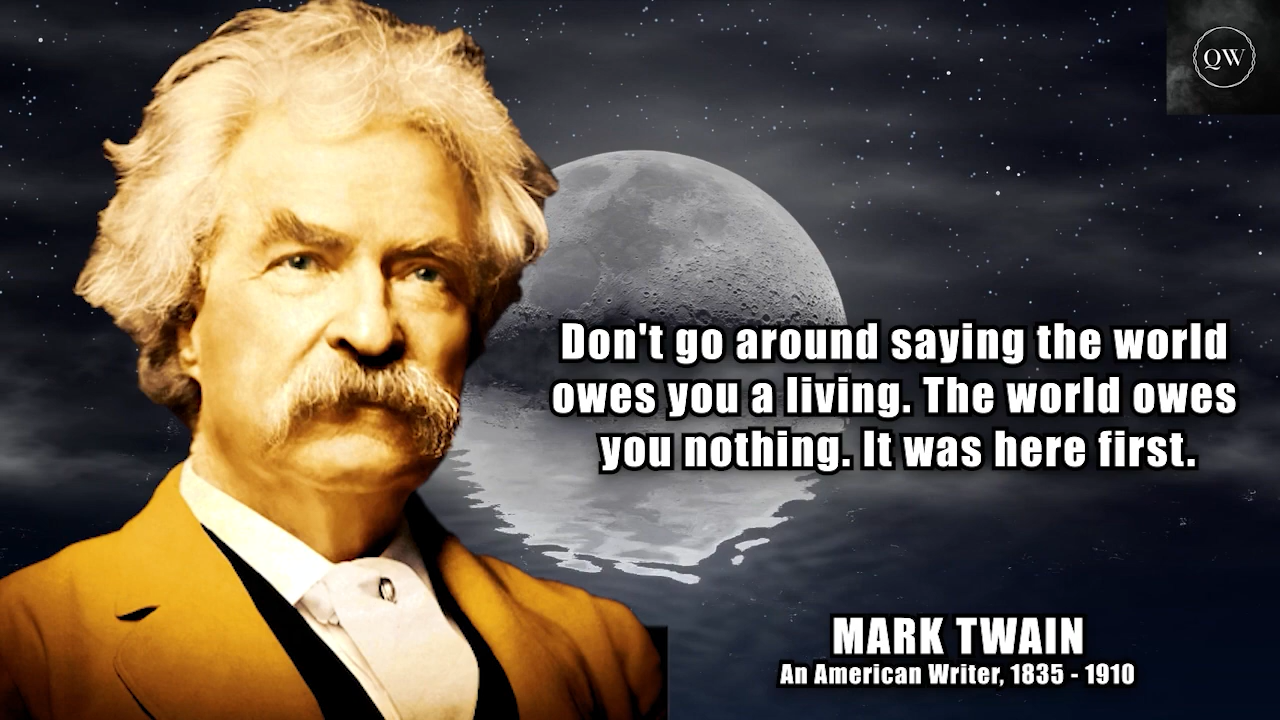 QW
Don't go around saying the world
owes you a living. The world owes
you nothing. It was here first.
MARK TWAIN
An American Writer, 1835 - 1910